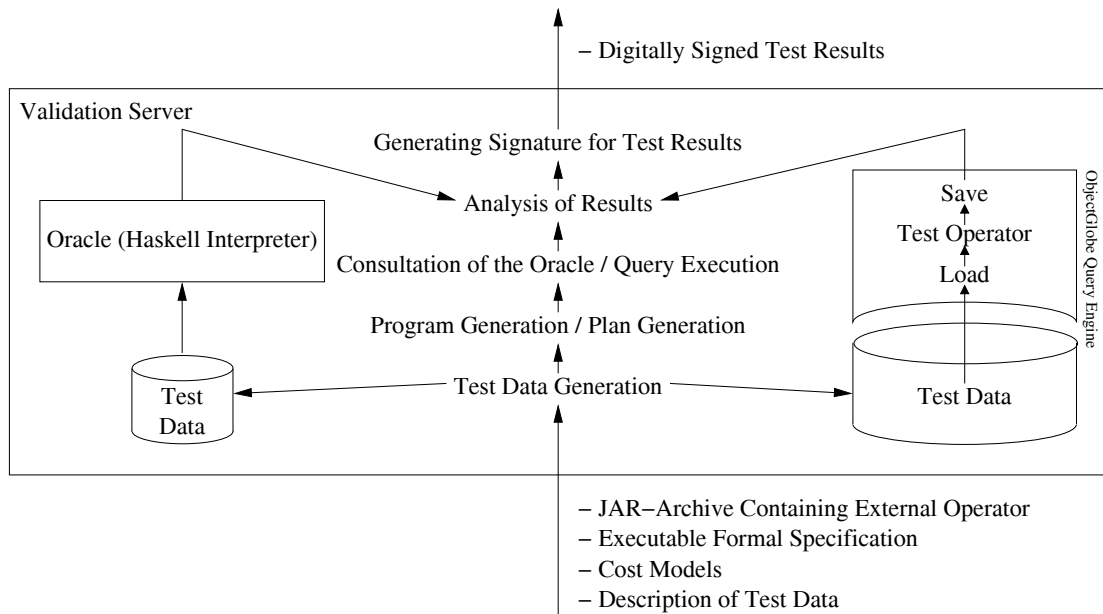 – Digitally Signed Test Results
Validation Server
Generating Signature for Test Results
Analysis of Results
Oracle (Haskell Interpreter)
Consultation of the Oracle / Query Execution
Program Generation / Plan Generation
Test Data Generation
Test
Data
Save
Test Operator
Load
Test Data
ObjectGlobe Query Engine
– JAR–Archive Containing External Operator
– Executable Formal Specification
– Cost Models
– Description of Test Data